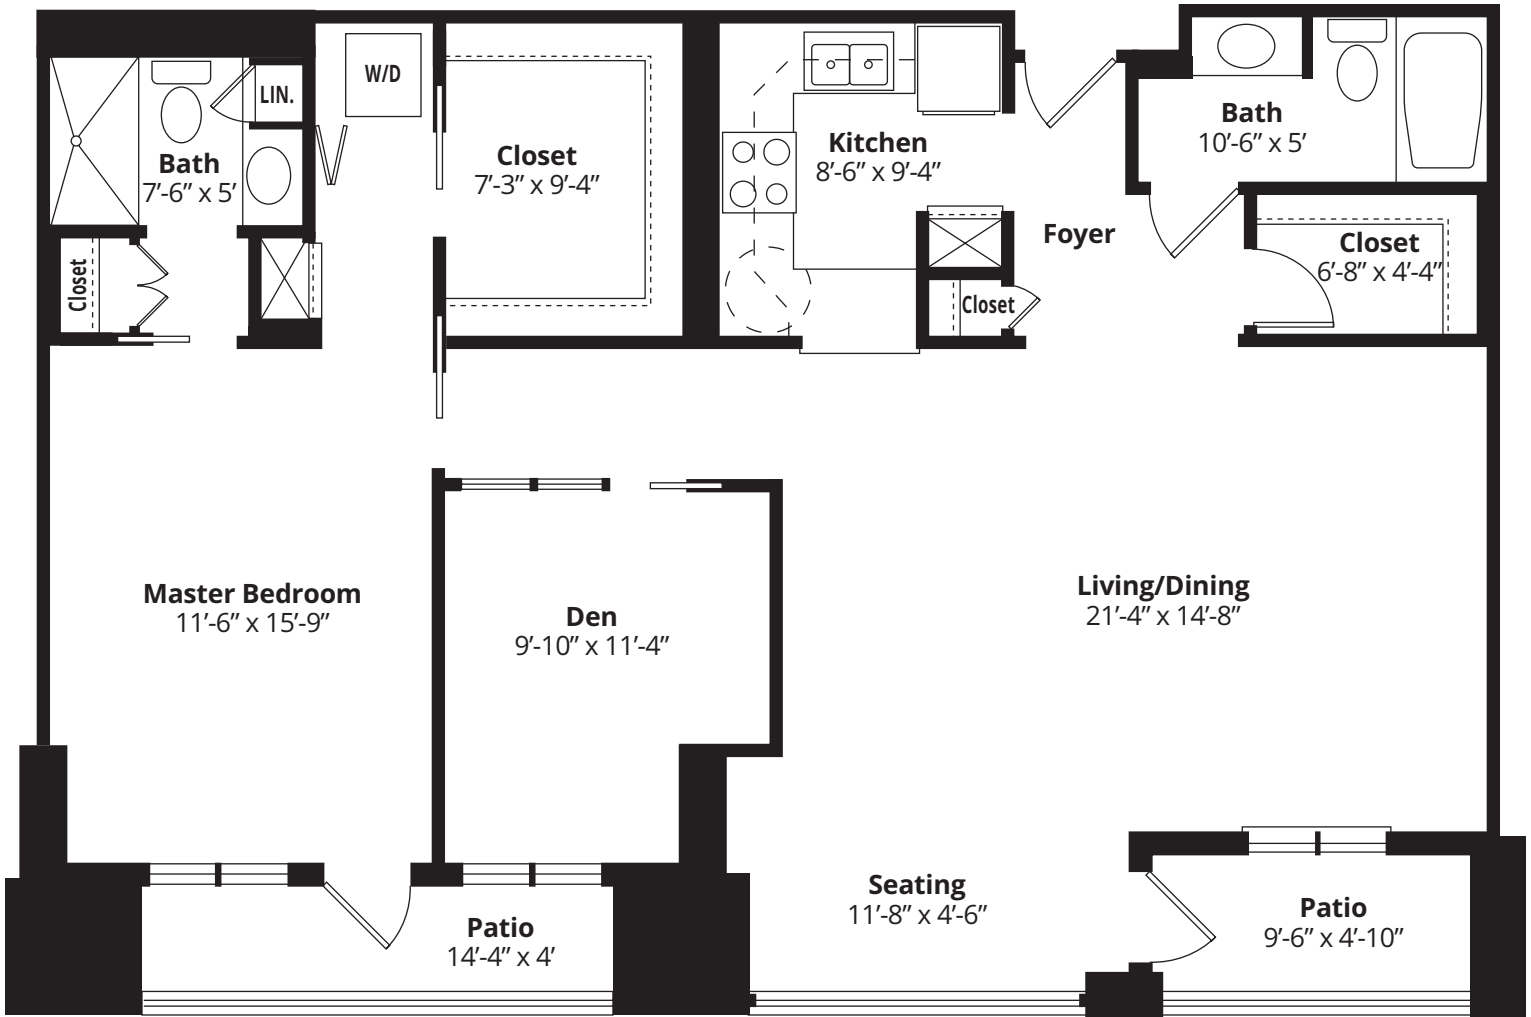 W/D
LIN.
Bath
7’-6” x 5’
Closet
7’-3” x 9’-4”
Kitchen
8’-6” x 9’-4”
Bath
10’-6” x 5’
Foyer
Closet
6’-8” x 4’-4”
Closet
Closet
Master Bedroom
11’-6” x 15’-9”
Den
9’-10” x 11’-4”
Living/Dining
21’-4” x 14’-8”
Seating
11’-8” x 4’-6”
Patio
14’-4” x 4’
Patio
9’-6” x 4’-10”